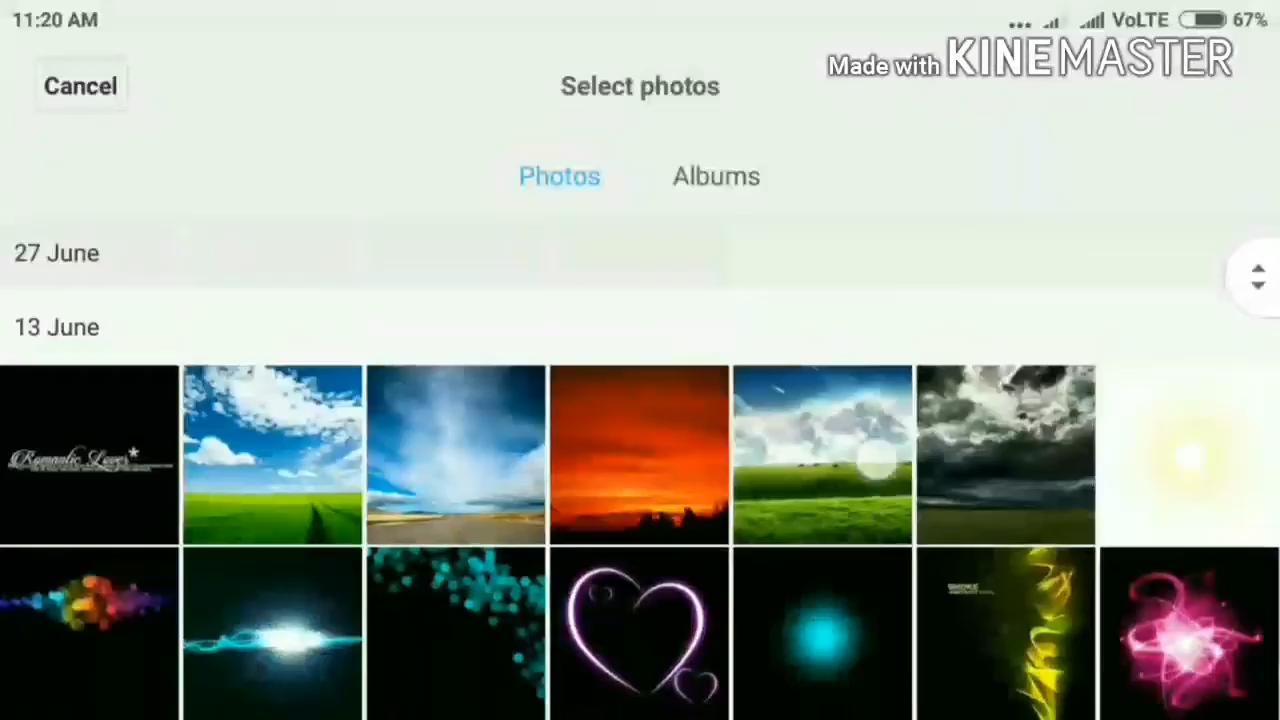 11:20 AM
VoLTE
67%
Made with KINEMASTER
Cancel
Select photos
Photos
Albums
27 June
13 June
Romantic Lover*